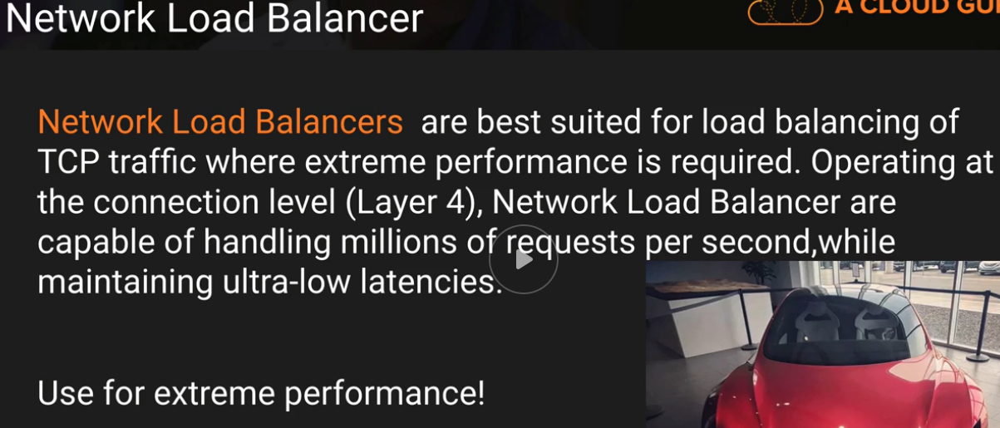 Network Load Balancer
A CLOUD GU
Network Load Balancers are best suited for load balancing of
TCP traffic where extreme performance is required. Operating at
the connection level (Layer 4), Network Load Balancer are
capable of handling millions of requests per second,while
maintaining ultra-low latencies.
Use for extreme performance!